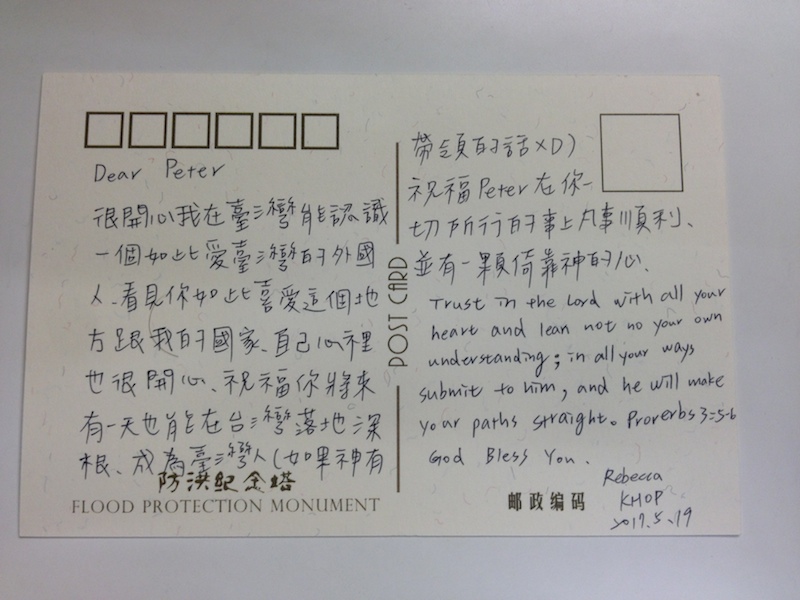 Dear Peter
很開心我在臺灣能認識
一個如此愛臺灣的外國
人、看見你如此喜愛這個地
方跟我的國家、自己心裡
也很開心、祝福你將來
有一天也能在台灣落地深
根、成為臺灣人(如果神有
防洪紀念塔
FLOOD PROTECTION MONUMENT
POST CARD
帶領的話XD)
祝福Peter在你一
切所行的事上凡事順利、
並有一顆倚靠神的心、
Trust in the Lord with all your
heart and lean not no your own
understanding; in all your ways
submit to him, and he will make
your paths straight。Proverbs 3:5-6
God Bless You.
Rebecca
KHOP
2017.5.19
邮政编码